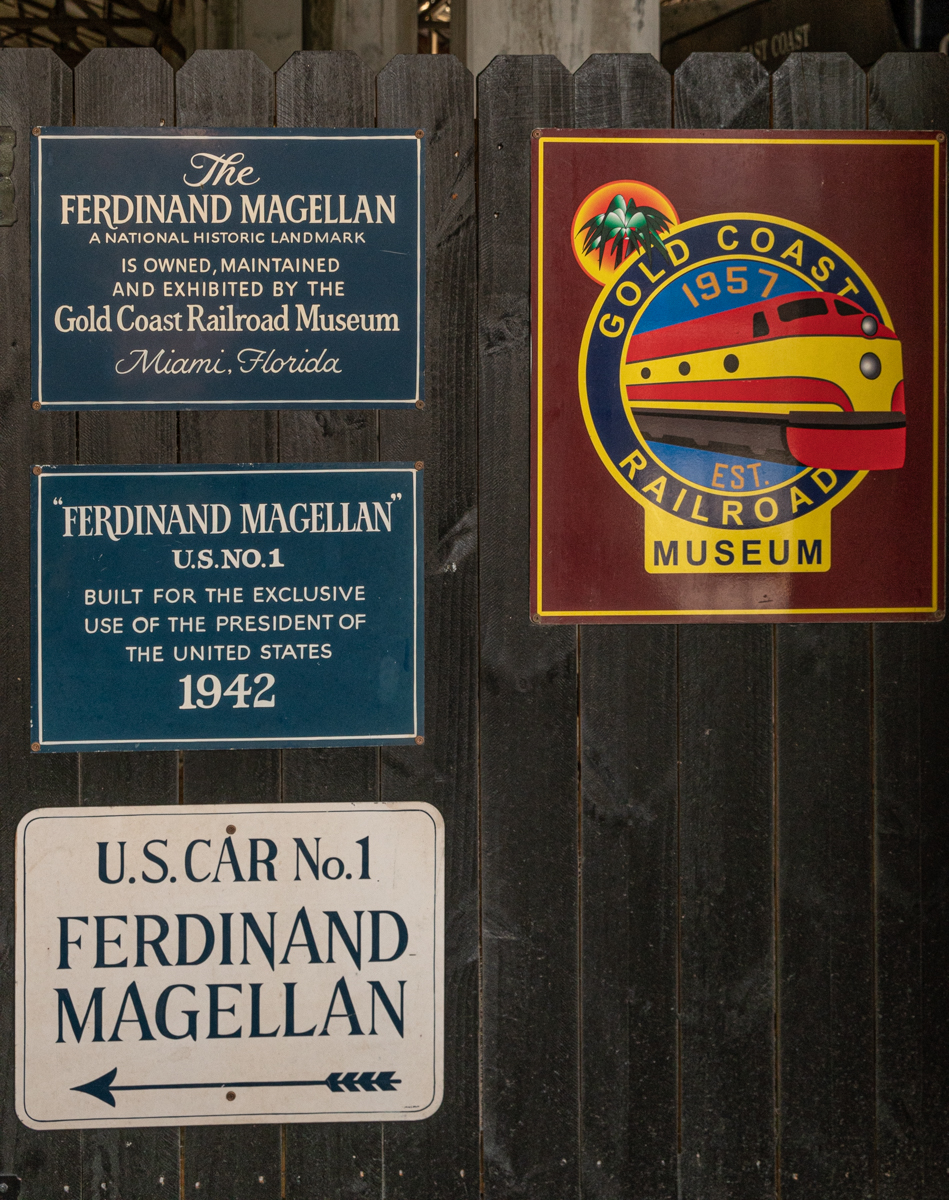 EAST COAST
The
FERDINAND MAGELLAN
A NATIONAL HISTORIC LANDMARK
IS OWNED, MAINTAINED
AND EXHIBITED BY THE
Gold Coast Railroad Museum
Miami, Florida
"FERDINAND MAGELLAN"
U.S. NO. 1
BUILT FOR THE EXCLUSIVE
USE OF THE PRESIDENT OF
THE UNITED STATES
1942
U.S. CAR No. 1
FERDINAND
MAGELLAN
GOLD COAST
1957
EST.
RAILROAD
MUSEUM